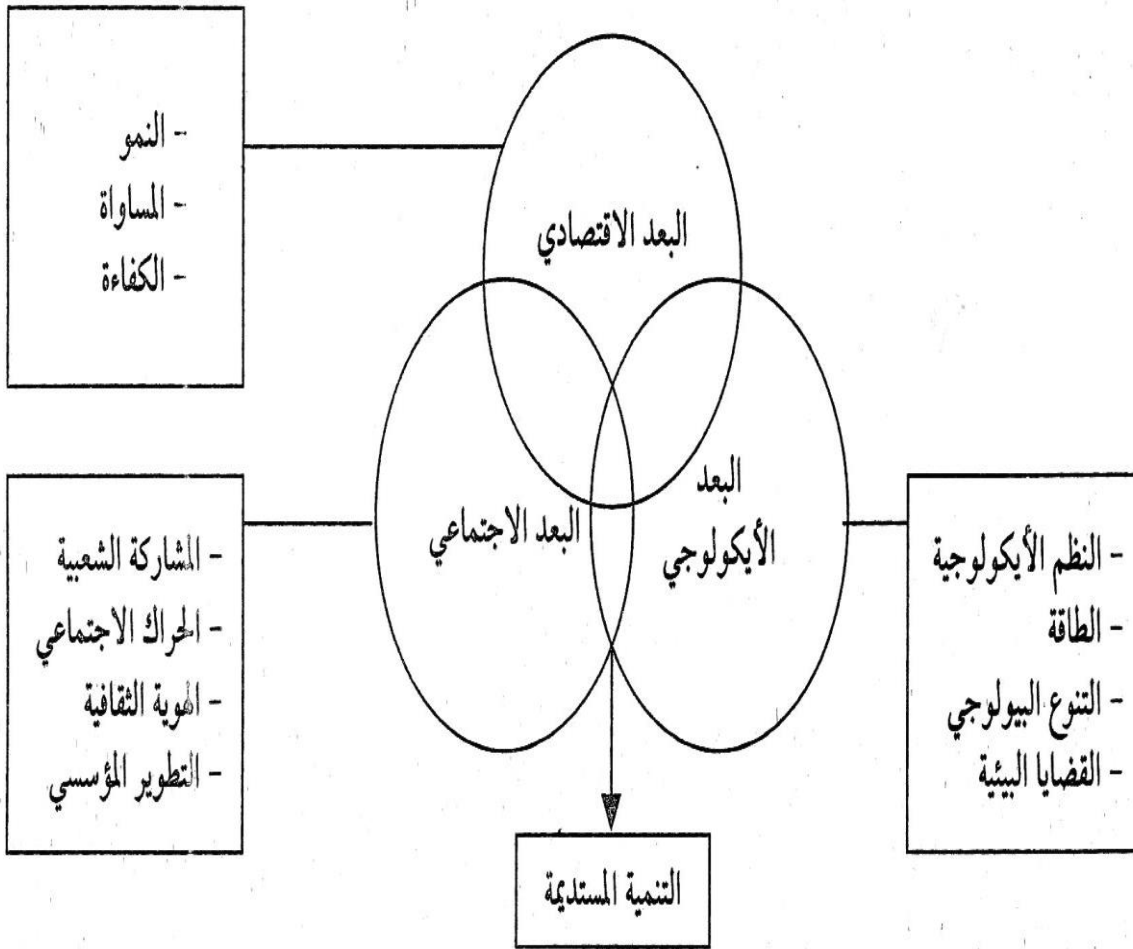 - النمو
- المساواة
- الكفاءة
البعد الاقتصادي
البعد
الأيكولوجي
البعد الاجتماعي
- النظم الأيكولوجية
- الطاقة
- التنوع البيولوجي
- القضايا البيئية
- المشاركة الشعبية
- الحراك الاجتماعي
- الهوية الثقافية
- التطوير المؤسسي
التنمية المستديمة